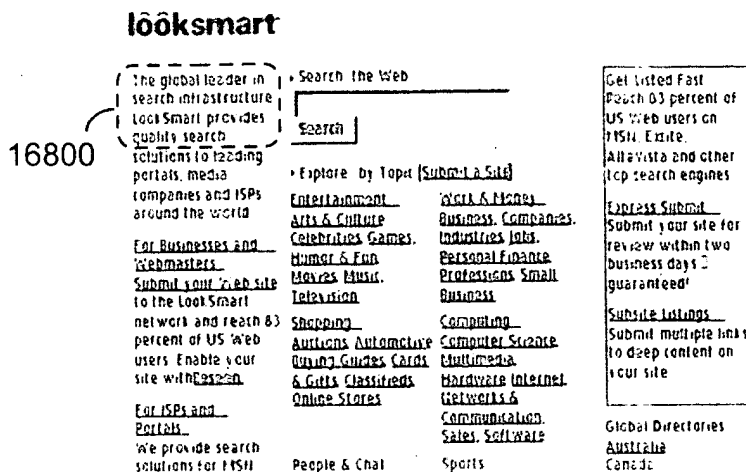 lôôksmart
The global leader in
search infrastructure
LookSmart provides
quality search
solutions to leading
portals, media
companies and ISPs
around the world
16800
For Businesses and
Webmasters
Submit your web site
to the LookSmart
network and reach 83
percent of US Web
users Enable your
site with
For ISPs and
Portals
We provide search
solutions for MSN
Search the Web
Search
Explore by Topic [Submit a Site]
Entertainment
Arts & Culture
Celebrities, Games,
Humor & Fun
Movies, Music,
Television
Work & Money
Business, Companies,
Industries, Jobs,
Personal Finance
Professions, Small
Business
Shopping
Auctions, Automotive
Buying Guides, Cards
& Gifts, Classifieds
Online Stores
Computing
Computer Science
Multimedia,
Hardware Internet
Networks &
Communication,
Sales, Software
People & Chat
Sports
Get Listed Fast
Reach 83 percent of
US Web users on
MSN, Excite,
Altavista and other
top search engines
Express Submit
Submit your site for
review within two
business days
guaranteed!
Subsite Listings
Submit multiple links
to deep content on
your site
Global Directories
Australia
Canada